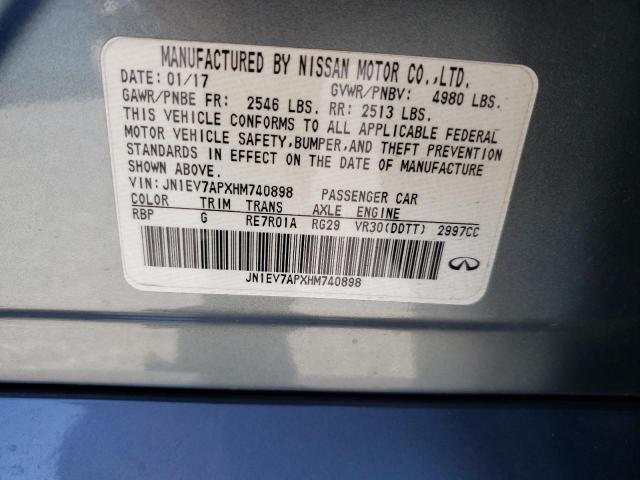 MANUFACTURED BY NISSAN MOTOR CO.,LTD.
DATE: 01/17 GVWR/PNBV: 4980 LBS.
GAWR/PNBE FR: 2546 LBS. RR: 2513 LBS.
THIS VEHICLE CONFORMS TO ALL APPLICABLE FEDERAL
MOTOR VEHICLE SAFETY,BUMPER,AND THEFT PREVENTION
STANDARDS IN EFFECT ON THE DATE OF MANUFACTURE
SHOWN ABOVE.
VIN: JN1EV7APXHM740898 PASSENGER CAR
COLOR TRIM TRANS AXLE ENGINE
RBP G RE7R01A RG29 VR30(DDTT) 2997CC
JN1EV7APXHM740898